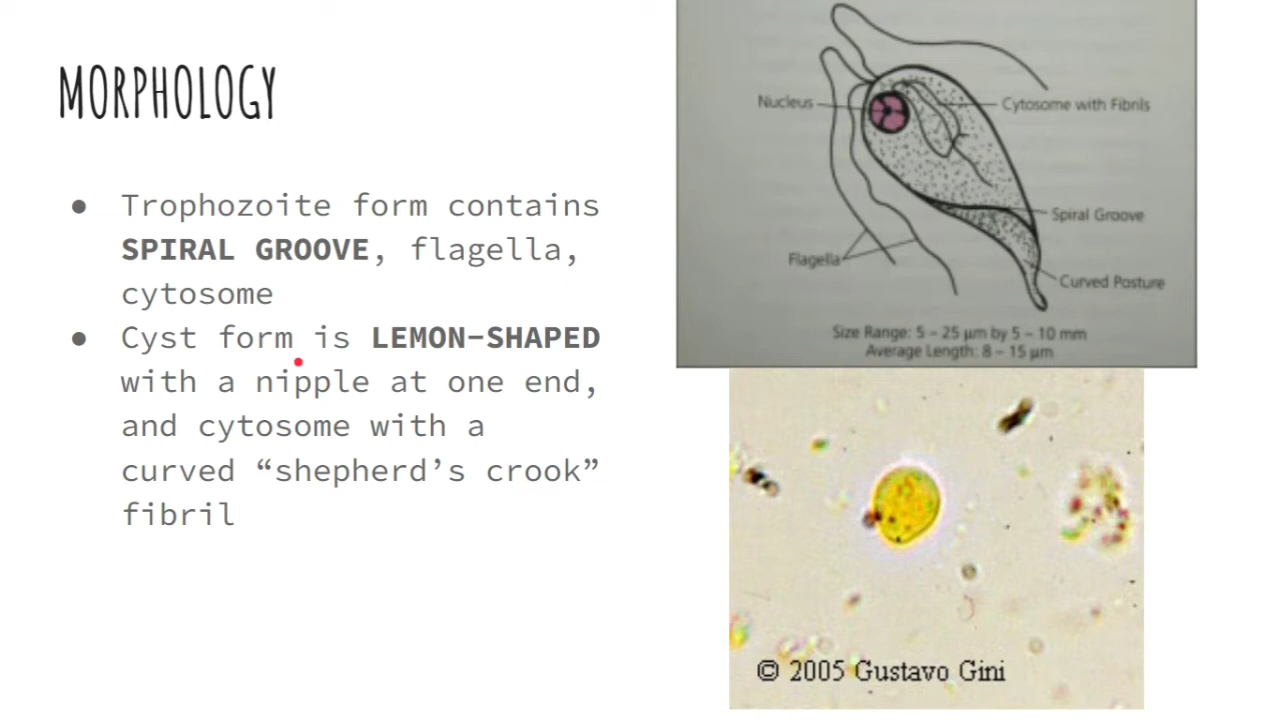 MORPHOLOGY
● Trophozoite form contains
SPIRAL GROOVE, flagella,
cytosome
● Cyst form is LEMON-SHAPED
with a nipple at one end,
and cytosome with a
curved “shepherd’s crook”
fibril
Nucleus
Cytosome with Fibrils
Spiral Groove
Flagella
Curved Posture
Size Range: 5 – 25 μm by 5 – 10 mm
Average Length: 8 – 15 μm
© 2005 Gustavo Gini